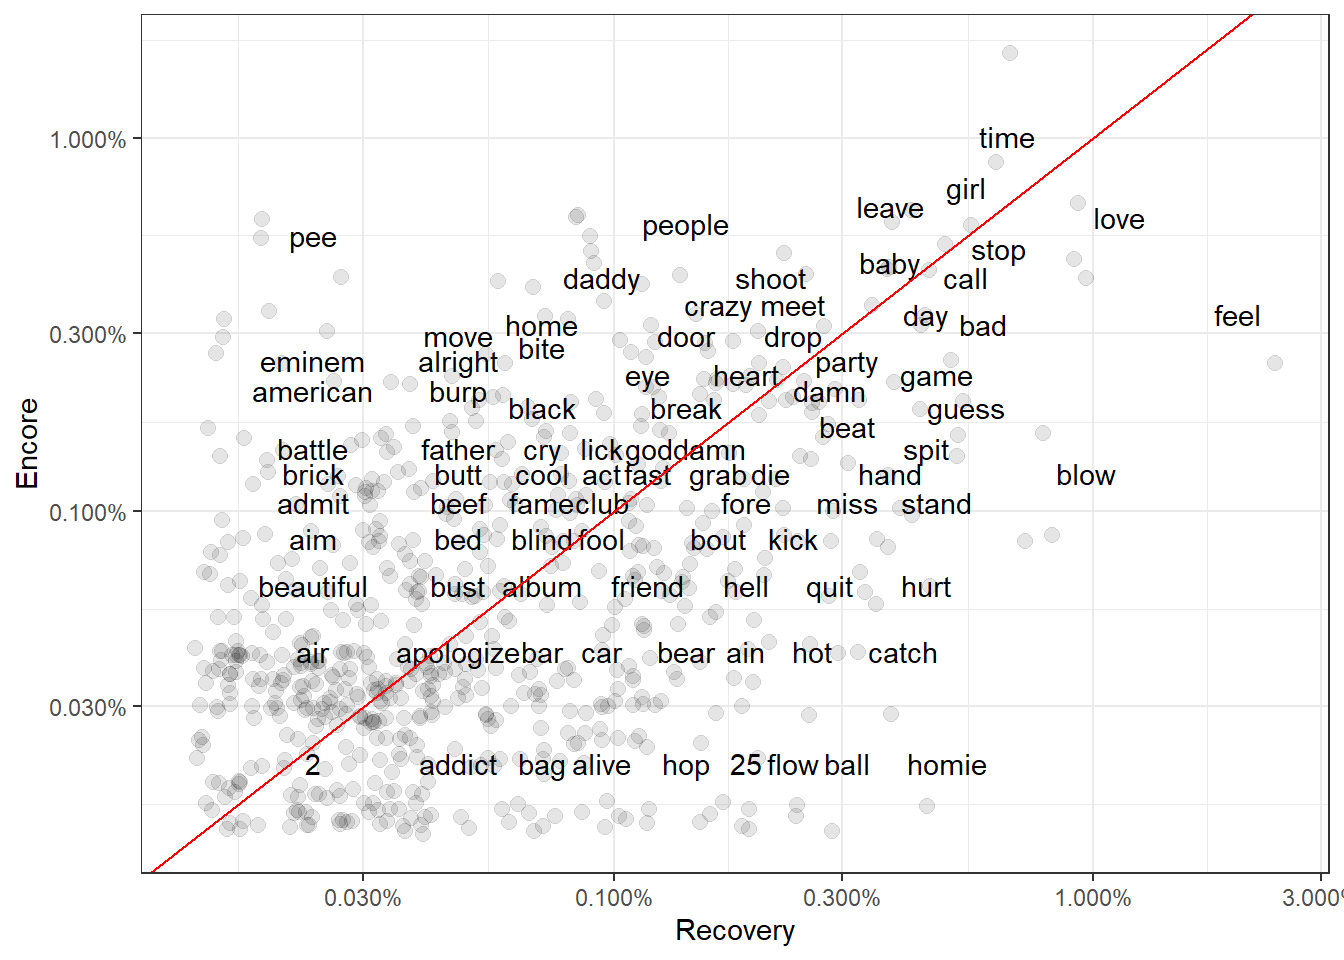 1.000%
time
girl
leave
love
people
pee
stop
baby
daddy
shoot
call
crazy meet
day
bad
feel
home
0.300%
move
door
drop
bite
eminem
alright
party
eye
heart
game
american
burp
damn
black
break
guess
beat
Encore
battle
father
cry
lick
goddamn
spit
brick
butt
cool
act
fast
grab
die
hand
blow
admit
beef
fame
club
fore
miss
stand
0.100%
aim
bed
blind
fool
bout
kick
beautiful
bust
album
friend
hell
quit
hurt
air
apologize
bar
car
bear
ain
hot
catch
0.030%
2
addict
bag
alive
hop
25
flow
ball
homie
0.030%
0.100%
0.300%
1.000%
3.000%
Recovery